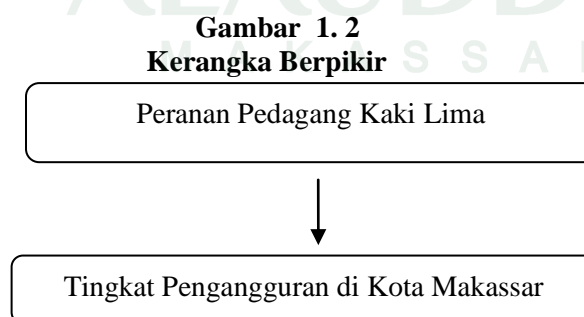 Gambar 1. 2
Kerangka Berpikir
Peranan Pedagang Kaki Lima
Tingkat Pengangguran di Kota Makassar